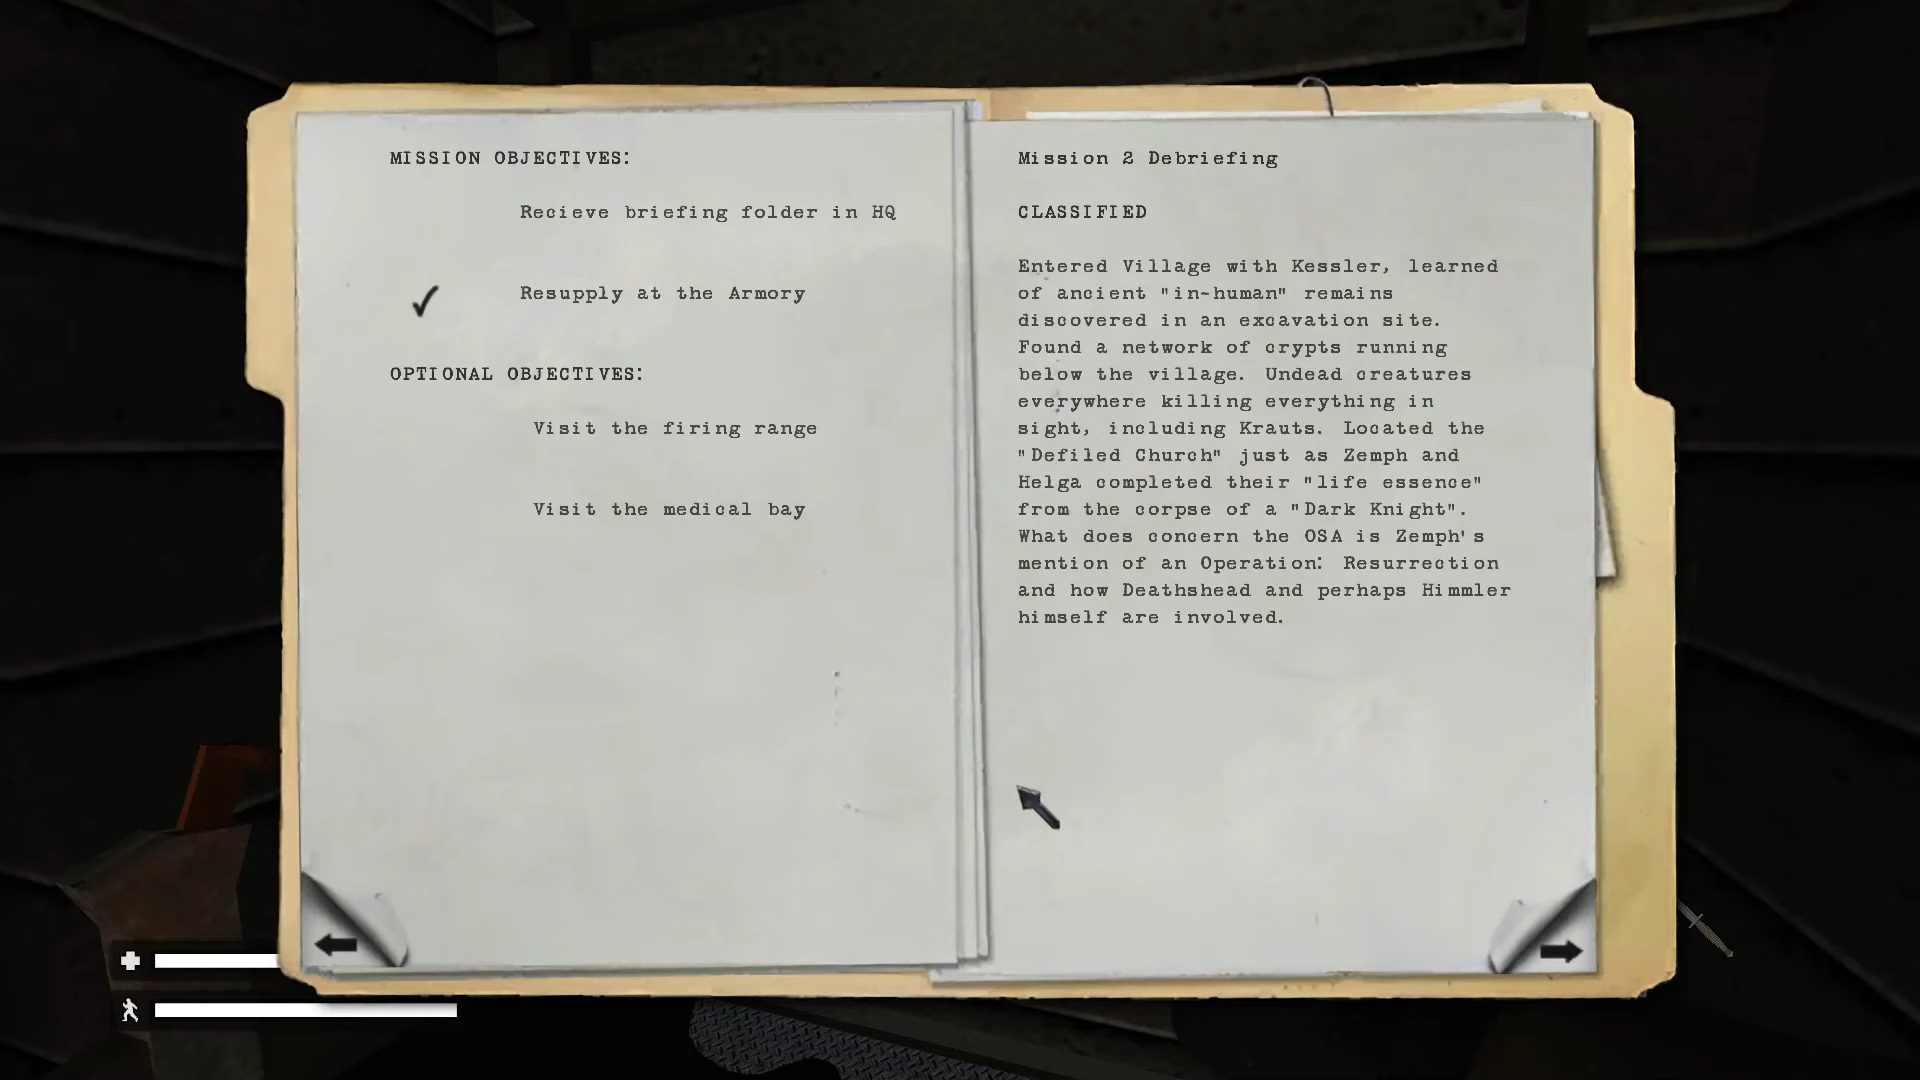 MISSION OBJECTIVES:
Recieve briefing folder in HQ
Resupply at the Armory
OPTIONAL OBJECTIVES:
Visit the firing range
Visit the medical bay
Mission 2 Debriefing
CLASSIFIED
Entered Village with Kessler, learned
of ancient "in-human" remains
discovered in an excavation site.
Found a network of crypts running
below the village. Undead creatures
everywhere killing everything in
sight, including Krauts. Located the
"Defiled Church" just as Zemph and
Helga completed their "life essence"
from the corpse of a "Dark Knight".
What does concern the OSA is Zemph's
mention of an Operation: Resurrection
and how Deathshead and perhaps Himmler
himself are involved.